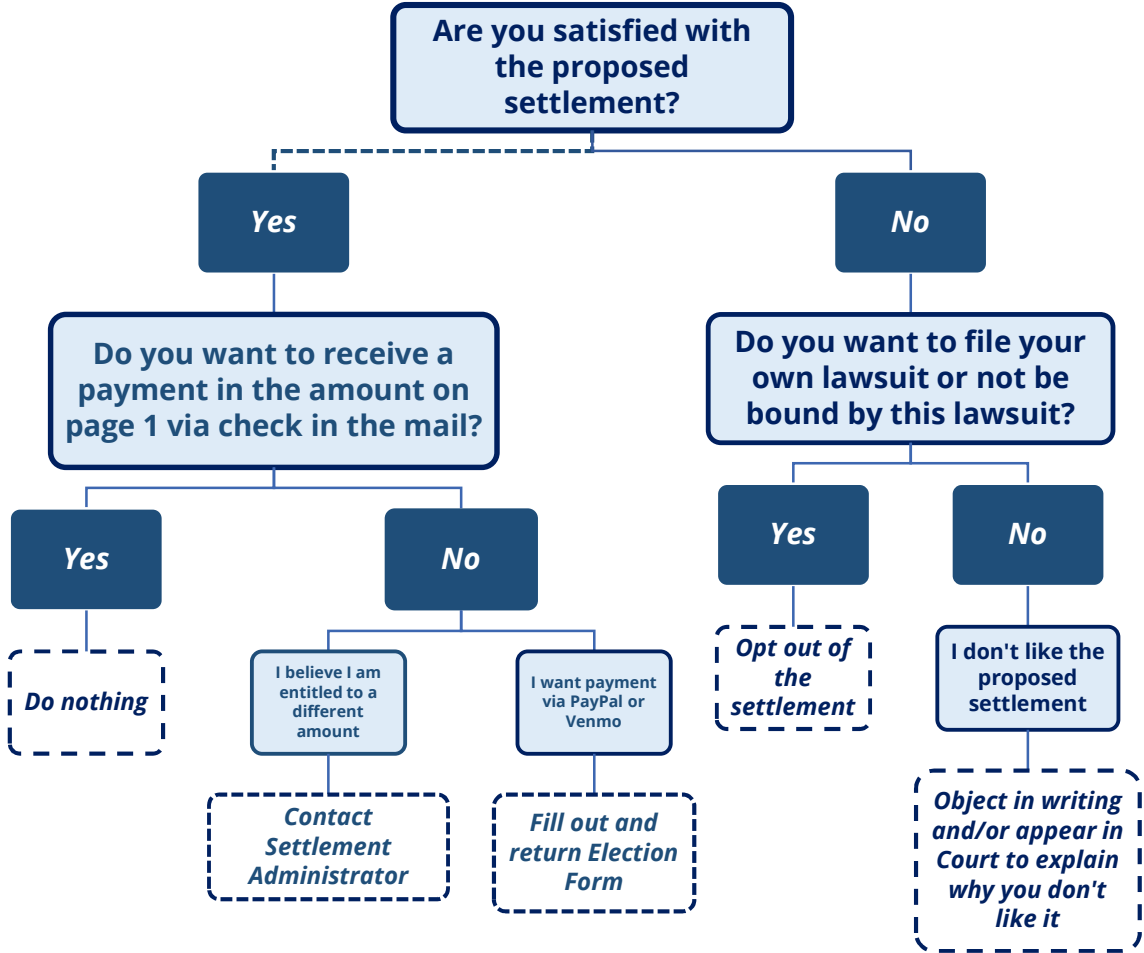 Are you satisfied with
the proposed
settlement?
Yes
No
Do you want to receive a
payment in the amount on
page 1 via check in the mail?
Do you want to file your
own lawsuit or not be
bound by this lawsuit?
Yes
No
Yes
No
Do nothing
I believe I am
entitled to a
different
amount
I want payment
via PayPal or
Venmo
Opt out of
the
settlement
I don't like the
proposed
settlement
Contact
Settlement
Administrator
Fill out and
return Election
Form
Object in writing
and/or appear in
Court to explain
why you don't
like it